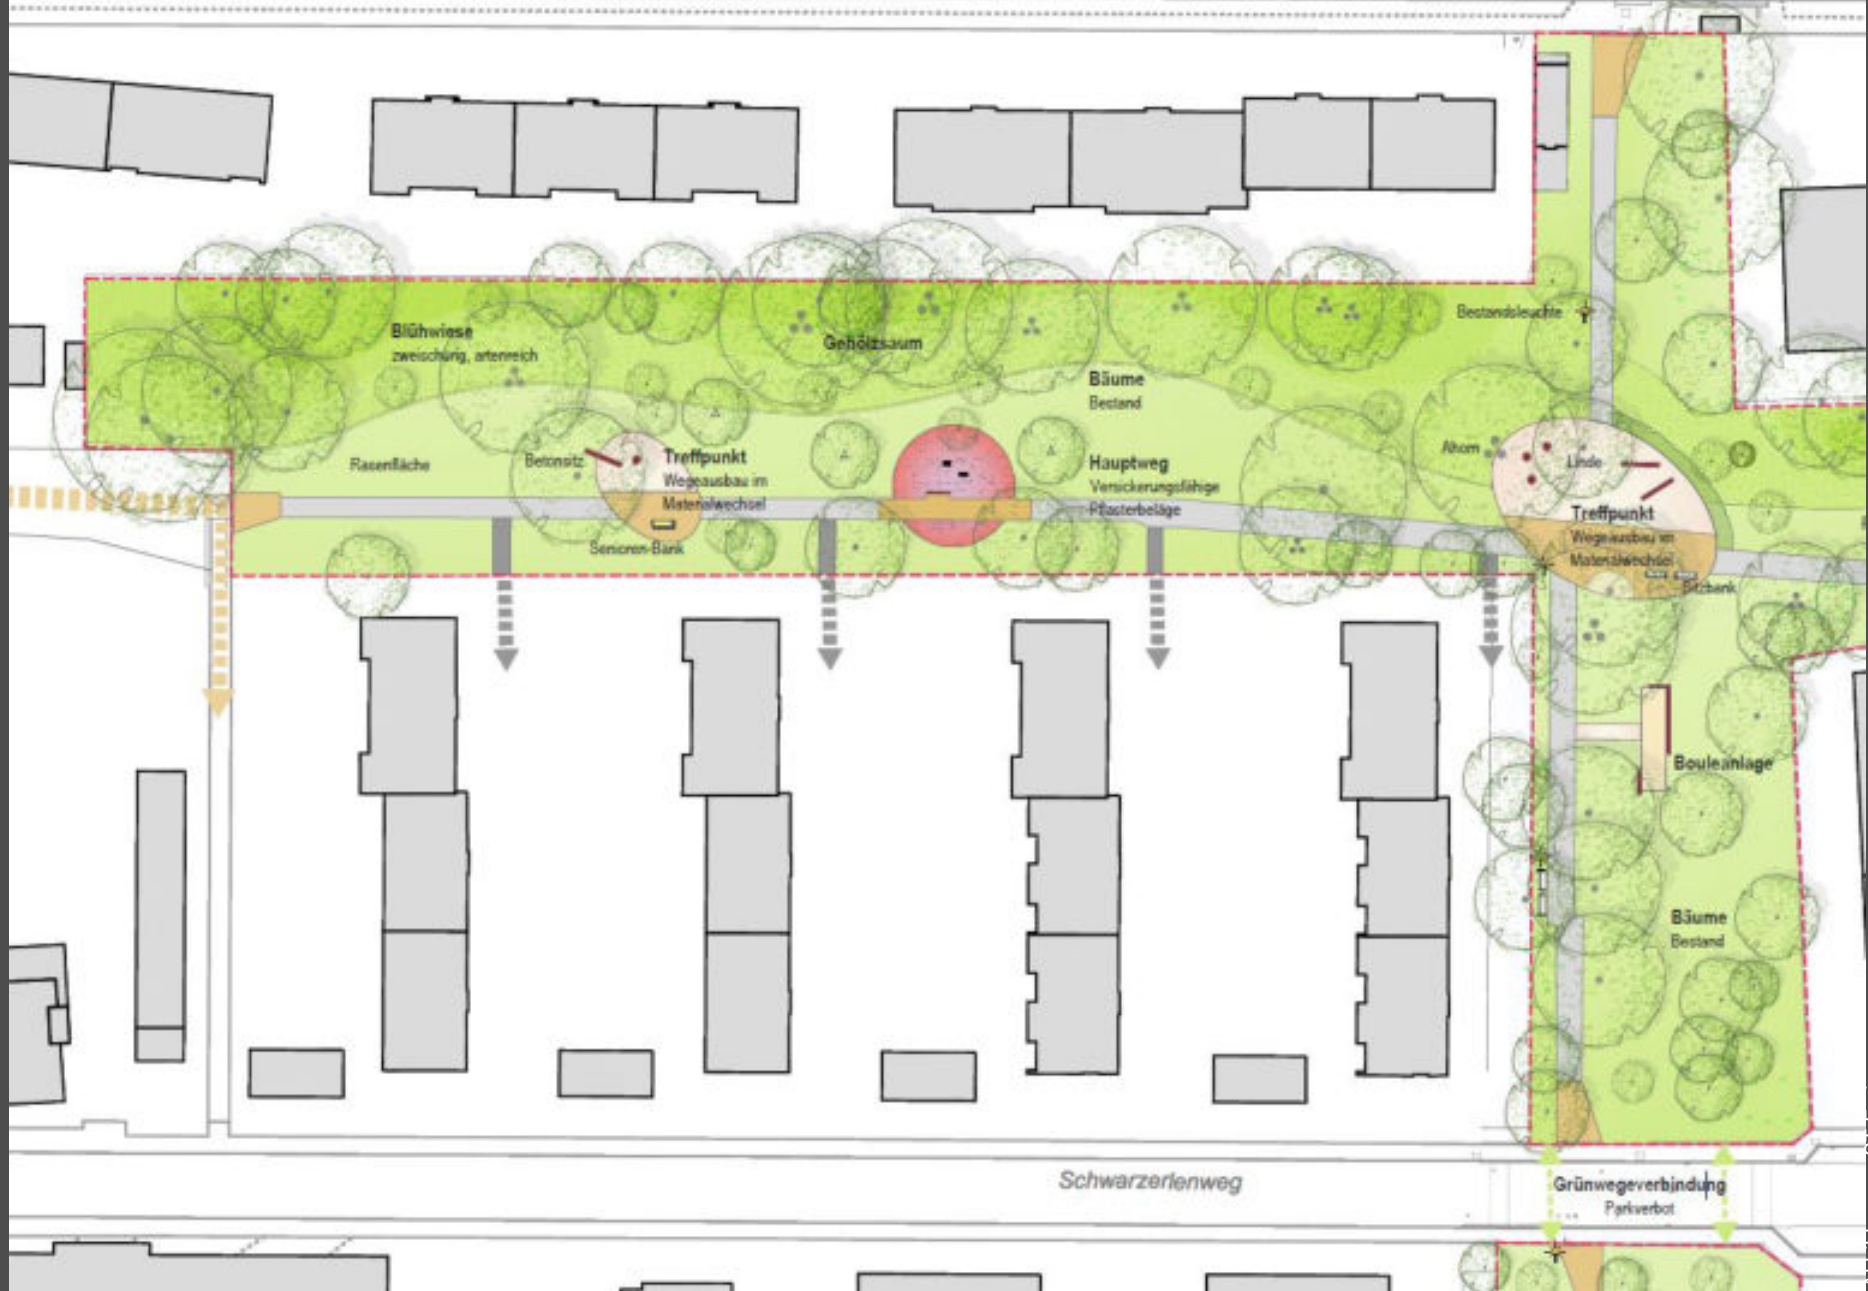 Bestandsleuchte
Blühwiese
zweischürig, artenreich
Gehölzsaum
Bäume
Bestand
Ahorn
Linde
Rasenfläche
Betonsitz
Treffpunkt
Wegeausbau im
Materialwechsel
Senioren-Bank
Hauptweg
Versickerungsfähige
Pflasterbeläge
Treffpunkt
Wegeausbau im
Materialwechsel
Sitzbank
Bouleanlage
Bäume
Bestand
Schwarzerlenweg
Grünwegeverbindung
Parkverbot